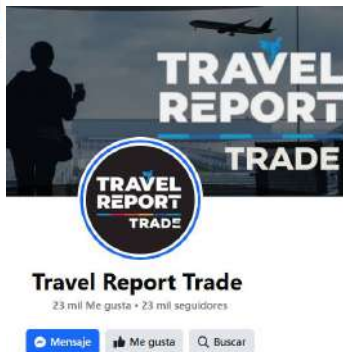 TRAVEL
REPORT
TRADE
TRAVEL
REPORT
TRADE
Travel Report Trade
23 mil Me gusta • 23 mil seguidores
Mensaje
Me gusta
Buscar